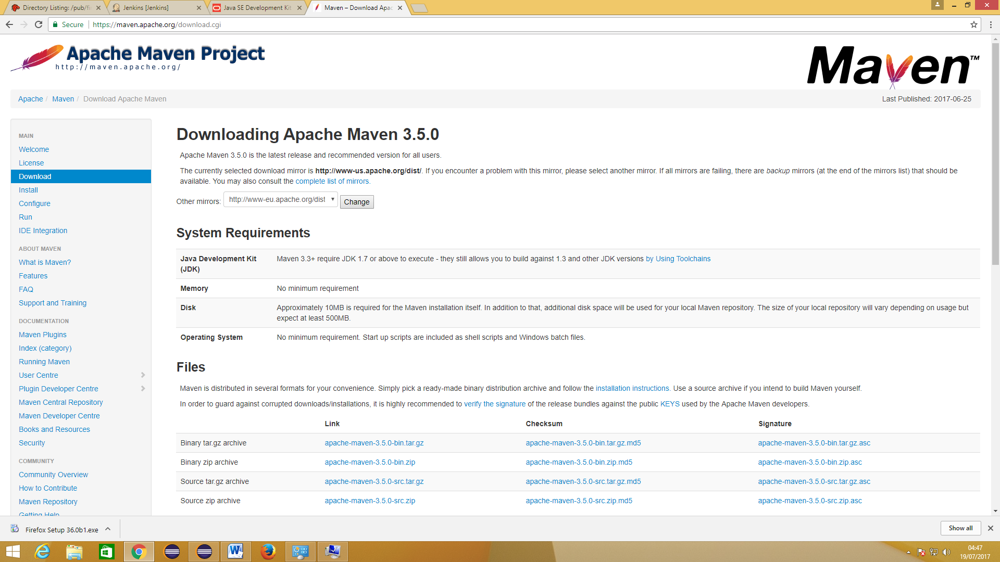 Directory Listing: /pub/fi
Jenkins [Jenkins]
Java SE Development Kit
Maven – Download Apac
Secure
https://maven.apache.org/download.cgi
Apache Maven Project
http://maven.apache.org/
Maven™
Apache / Maven / Download Apache Maven
Last Published: 2017-06-25
MAIN
Welcome
License
Download
Install
Configure
Run
IDE Integration
ABOUT MAVEN
What is Maven?
Features
FAQ
Support and Training
DOCUMENTATION
Maven Plugins
Index (category)
Running Maven
User Centre
Plugin Developer Centre
Maven Central Repository
Maven Developer Centre
Books and Resources
Security
COMMUNITY
Community Overview
How to Contribute
Maven Repository
Getting Help
Downloading Apache Maven 3.5.0
Apache Maven 3.5.0 is the latest release and recommended version for all users.
The currently selected download mirror is http://www-us.apache.org/dist/. If you encounter a problem with this mirror, please select another mirror. If all mirrors are failing, there are backup mirrors (at the end of the mirrors list) that should be
available. You may also consult the complete list of mirrors.
Other mirrors: http://www-eu.apache.org/dist Change
System Requirements
Java Development Kit Maven 3.3+ require JDK 1.7 or above to execute - they still allows you to build against 1.3 and other JDK versions by Using Toolchains
(JDK)
Memory No minimum requirement
Disk Approximately 10MB is required for the Maven installation itself. In addition to that, additional disk space will be used for your local Maven repository. The size of your local repository will vary depending on usage but
expect at least 500MB.
Operating System No minimum requirement. Start up scripts are included as shell scripts and Windows batch files.
Files
Maven is distributed in several formats for your convenience. Simply pick a ready-made binary distribution archive and follow the installation instructions. Use a source archive if you intend to build Maven yourself.
In order to guard against corrupted downloads/installations, it is highly recommended to verify the signature of the release bundles against the public KEYS used by the Apache Maven developers.
Link Checksum Signature
Binary tar.gz archive apache-maven-3.5.0-bin.tar.gz apache-maven-3.5.0-bin.tar.gz.md5 apache-maven-3.5.0-bin.tar.gz.asc
Binary zip archive apache-maven-3.5.0-bin.zip apache-maven-3.5.0-bin.zip.md5 apache-maven-3.5.0-bin.zip.asc
Source tar.gz archive apache-maven-3.5.0-src.tar.gz apache-maven-3.5.0-src.tar.gz.md5 apache-maven-3.5.0-src.tar.gz.asc
Source zip archive apache-maven-3.5.0-src.zip apache-maven-3.5.0-src.zip.md5 apache-maven-3.5.0-src.zip.asc
Firefox Setup 36.0b1.exe
Show all
04:47
19/07/2017